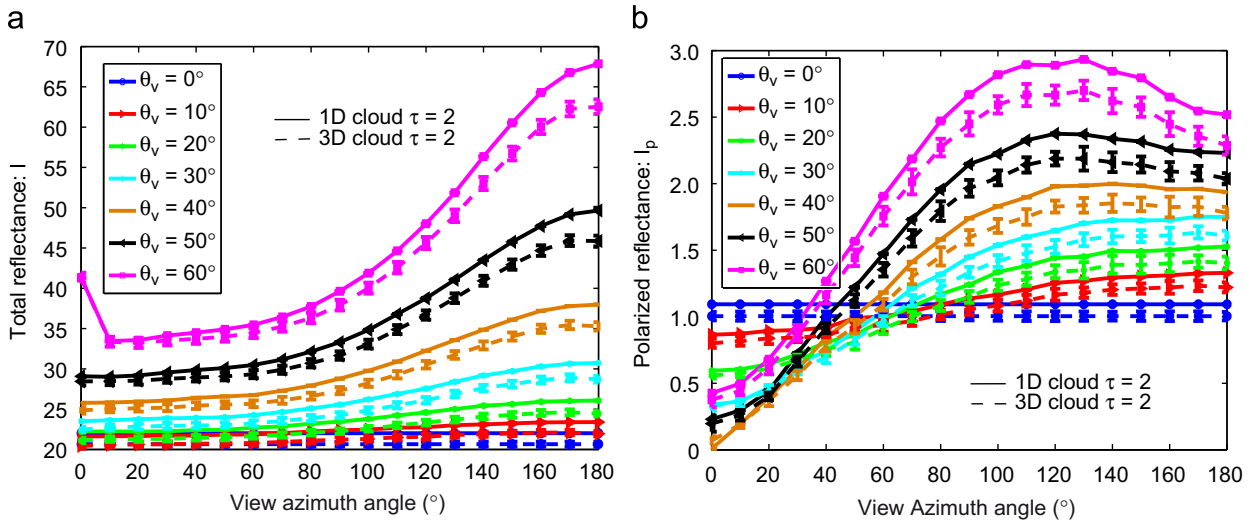 a
Total reflectance: I
70
65
60
55
50
45
40
35
30
25
20
θv = 0°
θv = 10°
θv = 20°
θv = 30°
θv = 40°
θv = 50°
θv = 60°
1D cloud τ = 2
3D cloud τ = 2
0 20 40 60 80 100 120 140 160 180
View azimuth angle (°)
b
Polarized reflectance: Ip
3.0
2.5
2.0
1.5
1.0
0.5
0
θv = 0°
θv = 10°
θv = 20°
θv = 30°
θv = 40°
θv = 50°
θv = 60°
1D cloud τ = 2
3D cloud τ = 2
0 20 40 60 80 100 120 140 160 180
View Azimuth angle (°)